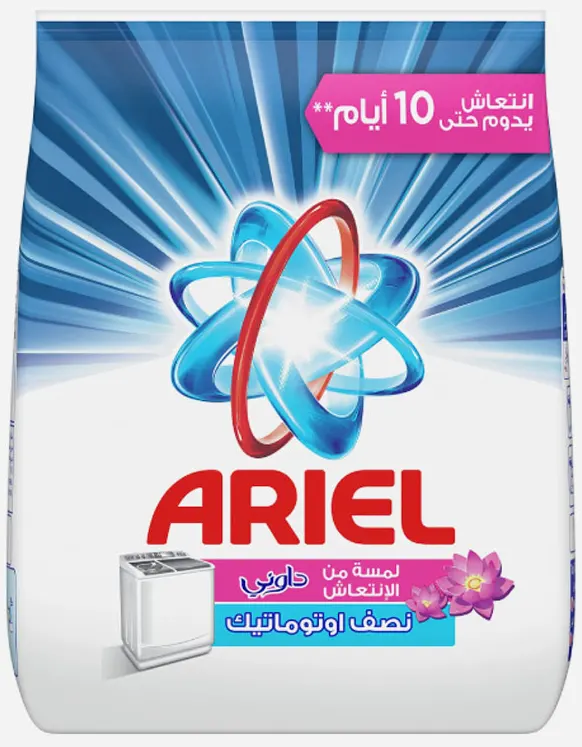 انتعاش
يدوم حتى 10 أيام**
ARIEL
لمسة من
الإنتعاش داوني
نصف اوتوماتيك